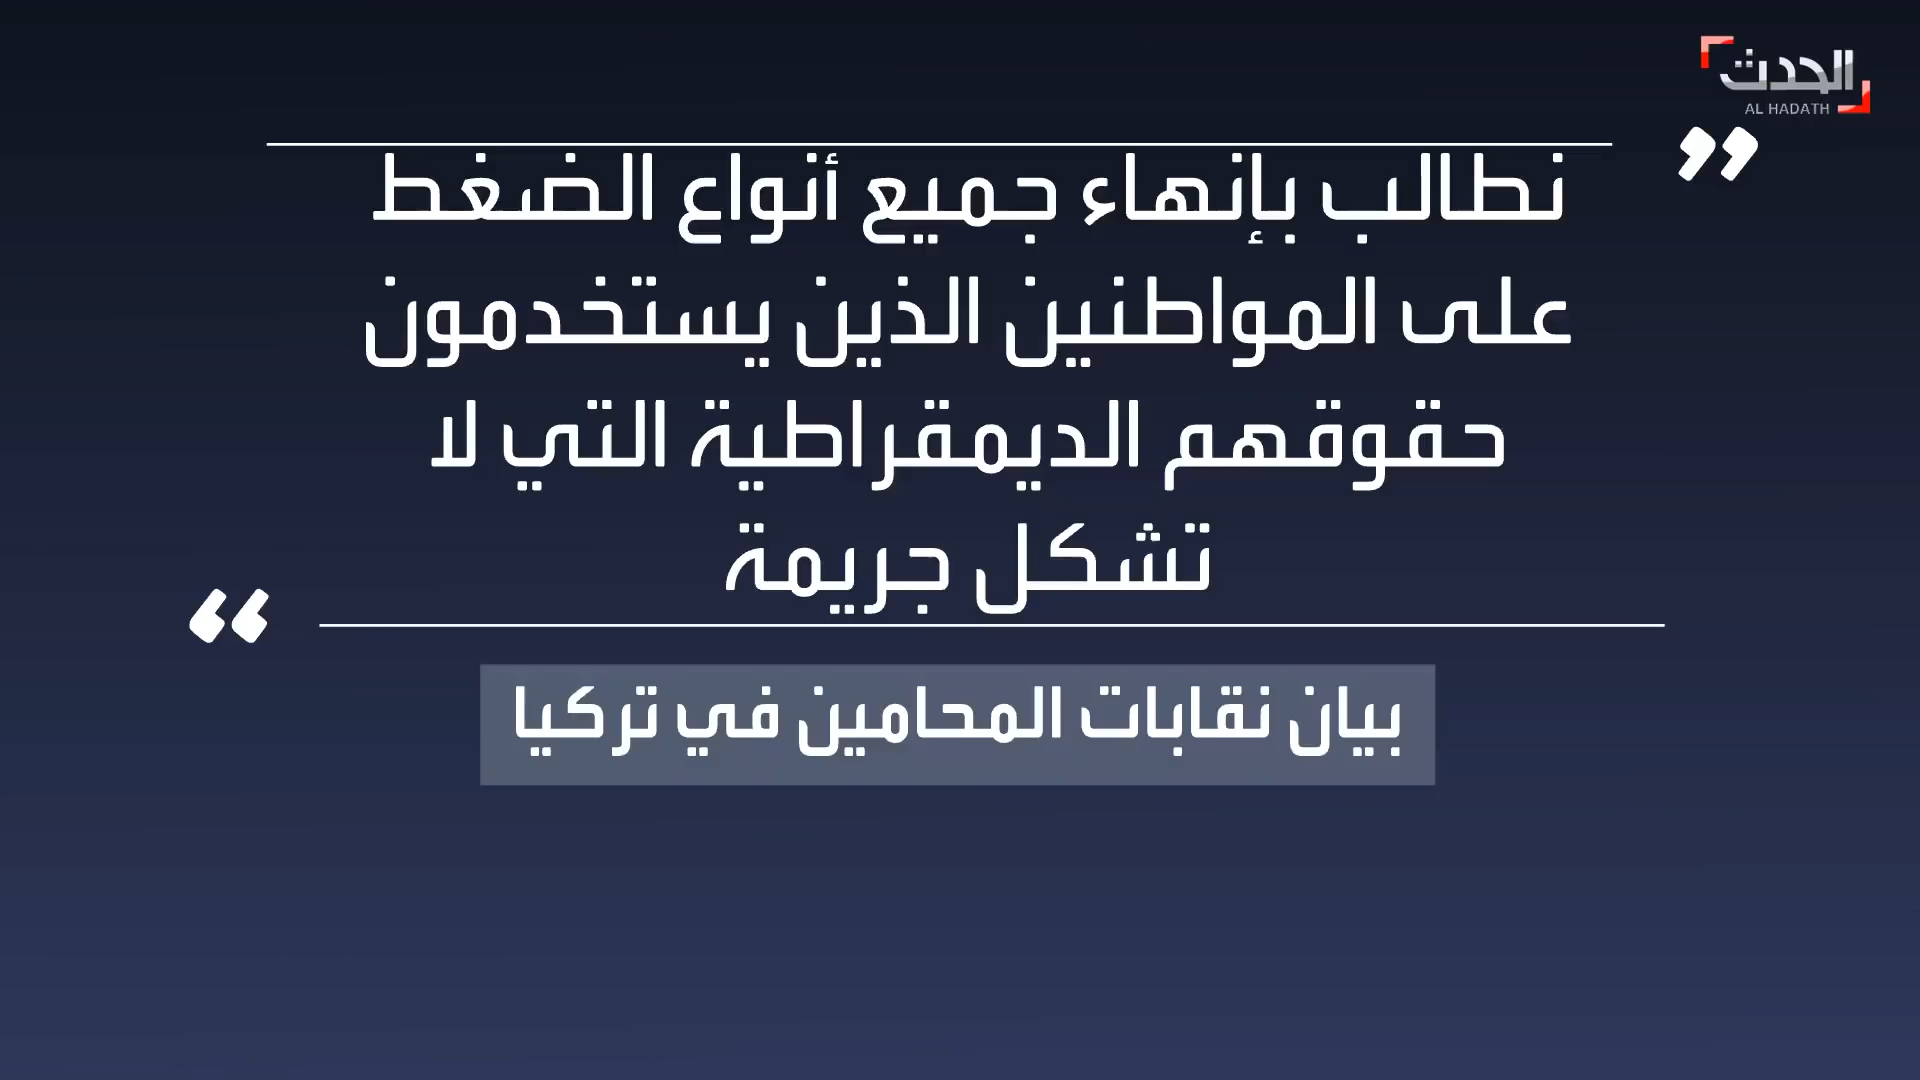 الحدث
AL HADATH
”
نطالب بإنهاء جميع أنواع الضغط
على المواطنين الذين يستخدمون
حقوقهم الديمقراطية التي لا
تشكل جريمة
“
بيان نقابات المحامين في تركيا